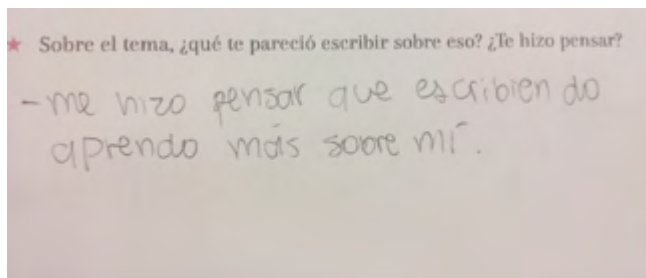 ★ Sobre el tema, ¿qué te pareció escribir sobre eso? ¿Te hizo pensar?
- me hizo pensar que escribiendo
aprendo más sobre mí.